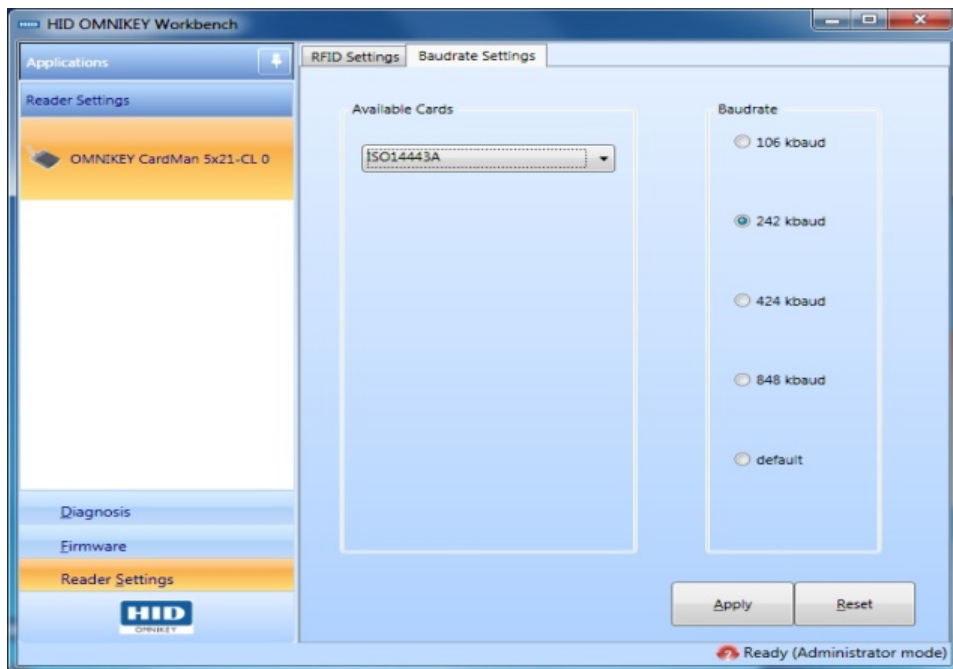 HID OMNIKEY Workbench
Applications
Reader Settings
OMNIKEY CardMan 5x21-CL 0
Diagnosis
Firmware
Reader Settings
HID
OMNIKEY
RFID Settings
Baudrate Settings
Available Cards
ISO14443A
Baudrate
106 kbaud
242 kbaud
424 kbaud
848 kbaud
default
Apply
Reset
Ready (Administrator mode)